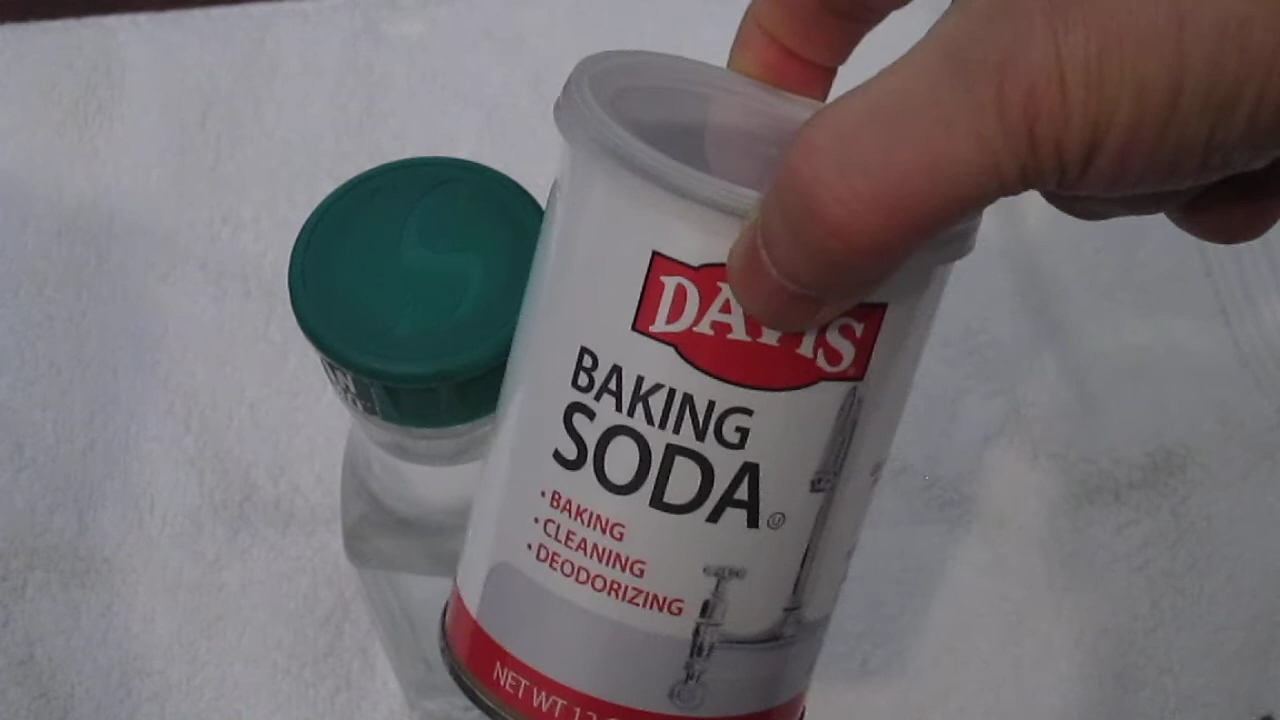 DAVIS
BAKING
SODA
• BAKING
• CLEANING
• DEODORIZING
NET WT